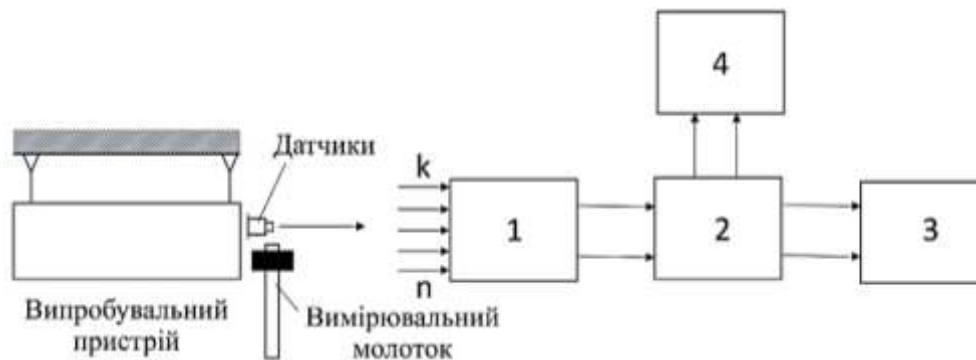 4
Датчики
k
1
2
3
n
Випробувальний
пристрій
Вимірювальний
молоток